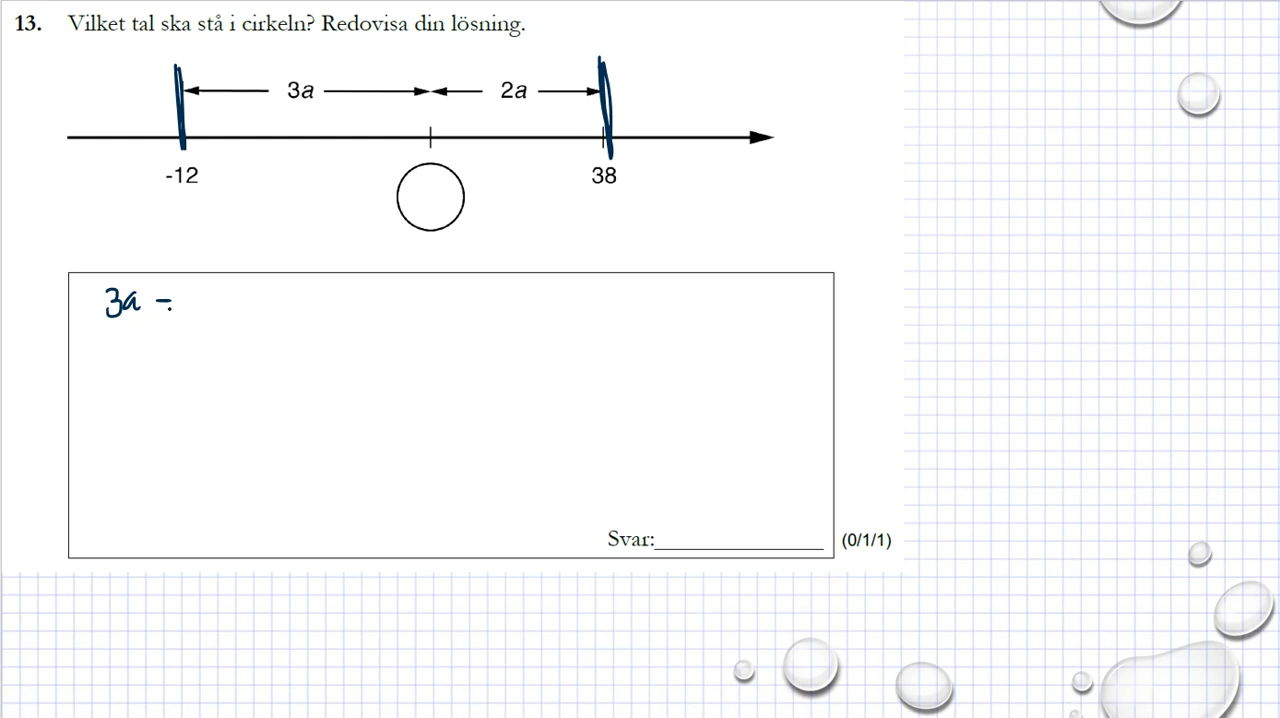 13. Vilket tal ska stå i cirkeln? Redovisa din lösning.
3a 2a
-12 38
3a =
Svar: (0/1/1)